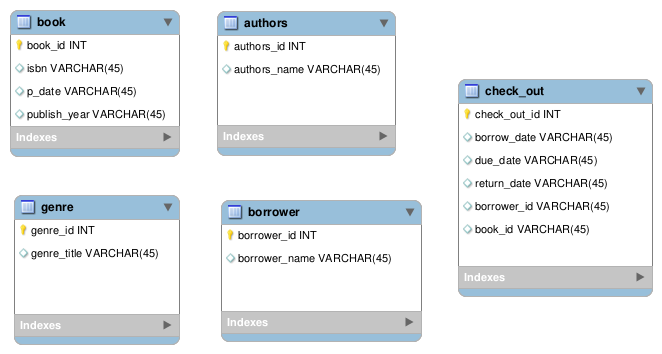 book
book_id INT
isbn VARCHAR(45)
p_date VARCHAR(45)
publish_year VARCHAR(45)
Indexes
authors
authors_id INT
authors_name VARCHAR(45)
Indexes
check_out
check_out_id INT
borrow_date VARCHAR(45)
due_date VARCHAR(45)
return_date VARCHAR(45)
borrower_id VARCHAR(45)
book_id VARCHAR(45)
Indexes
genre
genre_id INT
genre_title VARCHAR(45)
Indexes
borrower
borrower_id INT
borrower_name VARCHAR(45)
Indexes